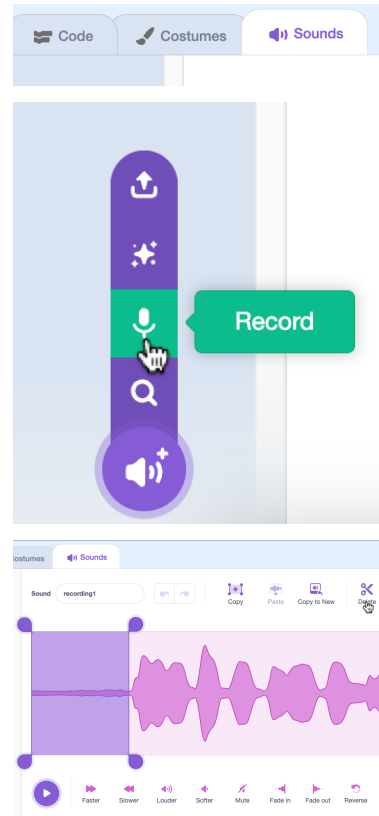 Code Costumes Sounds
Record
Costumes Sounds
Sound recording1 Copy Paste Copy to New Delete
Faster Slower Louder Softer Mute Fade in Fade out Reverse